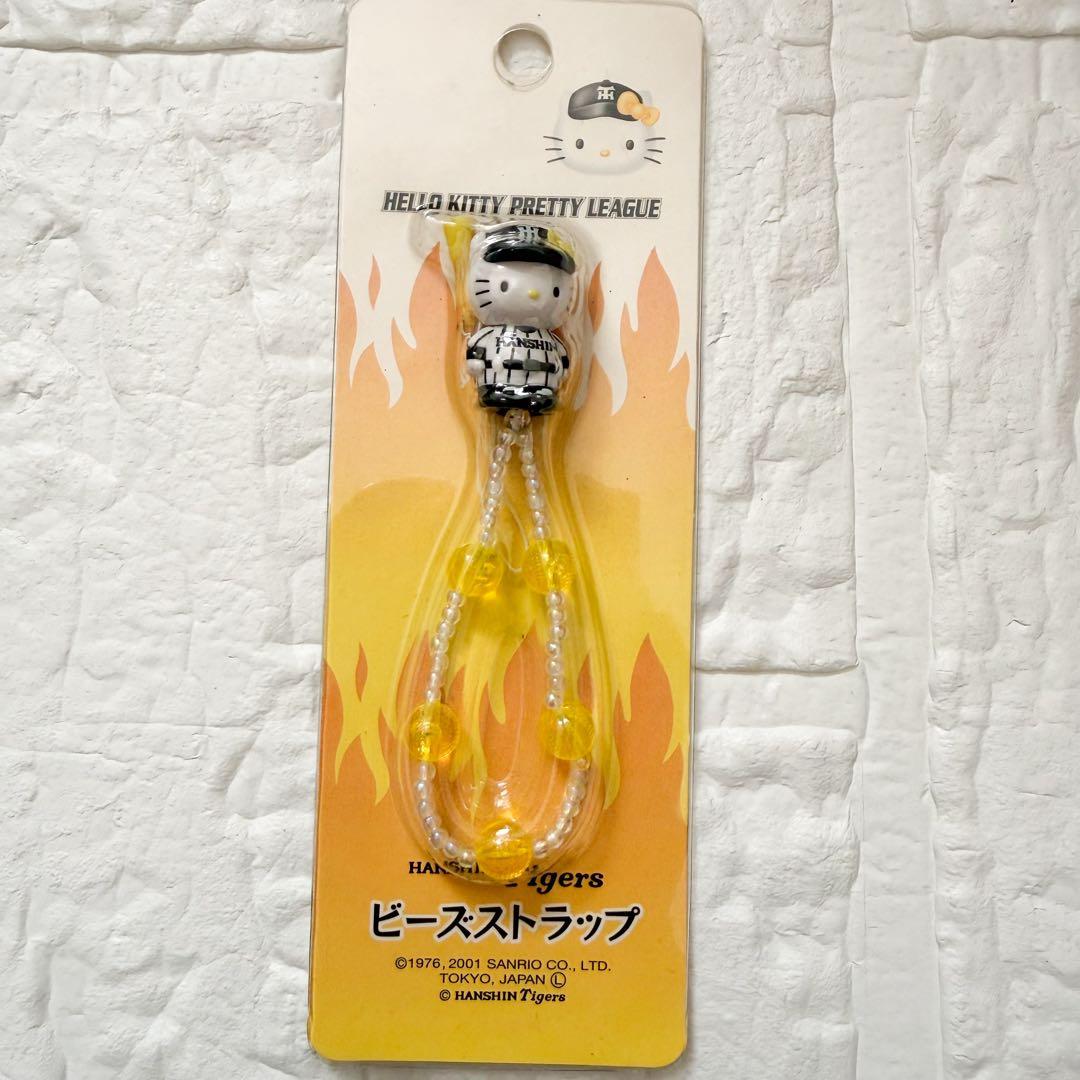 HELLO KITTY PRETTY LEAGUE
HANSHIN
HANSHIN Tigers
ビーズストラップ
©1976, 2001 SANRIO CO., LTD.
TOKYO, JAPAN Ⓛ
© HANSHIN Tigers